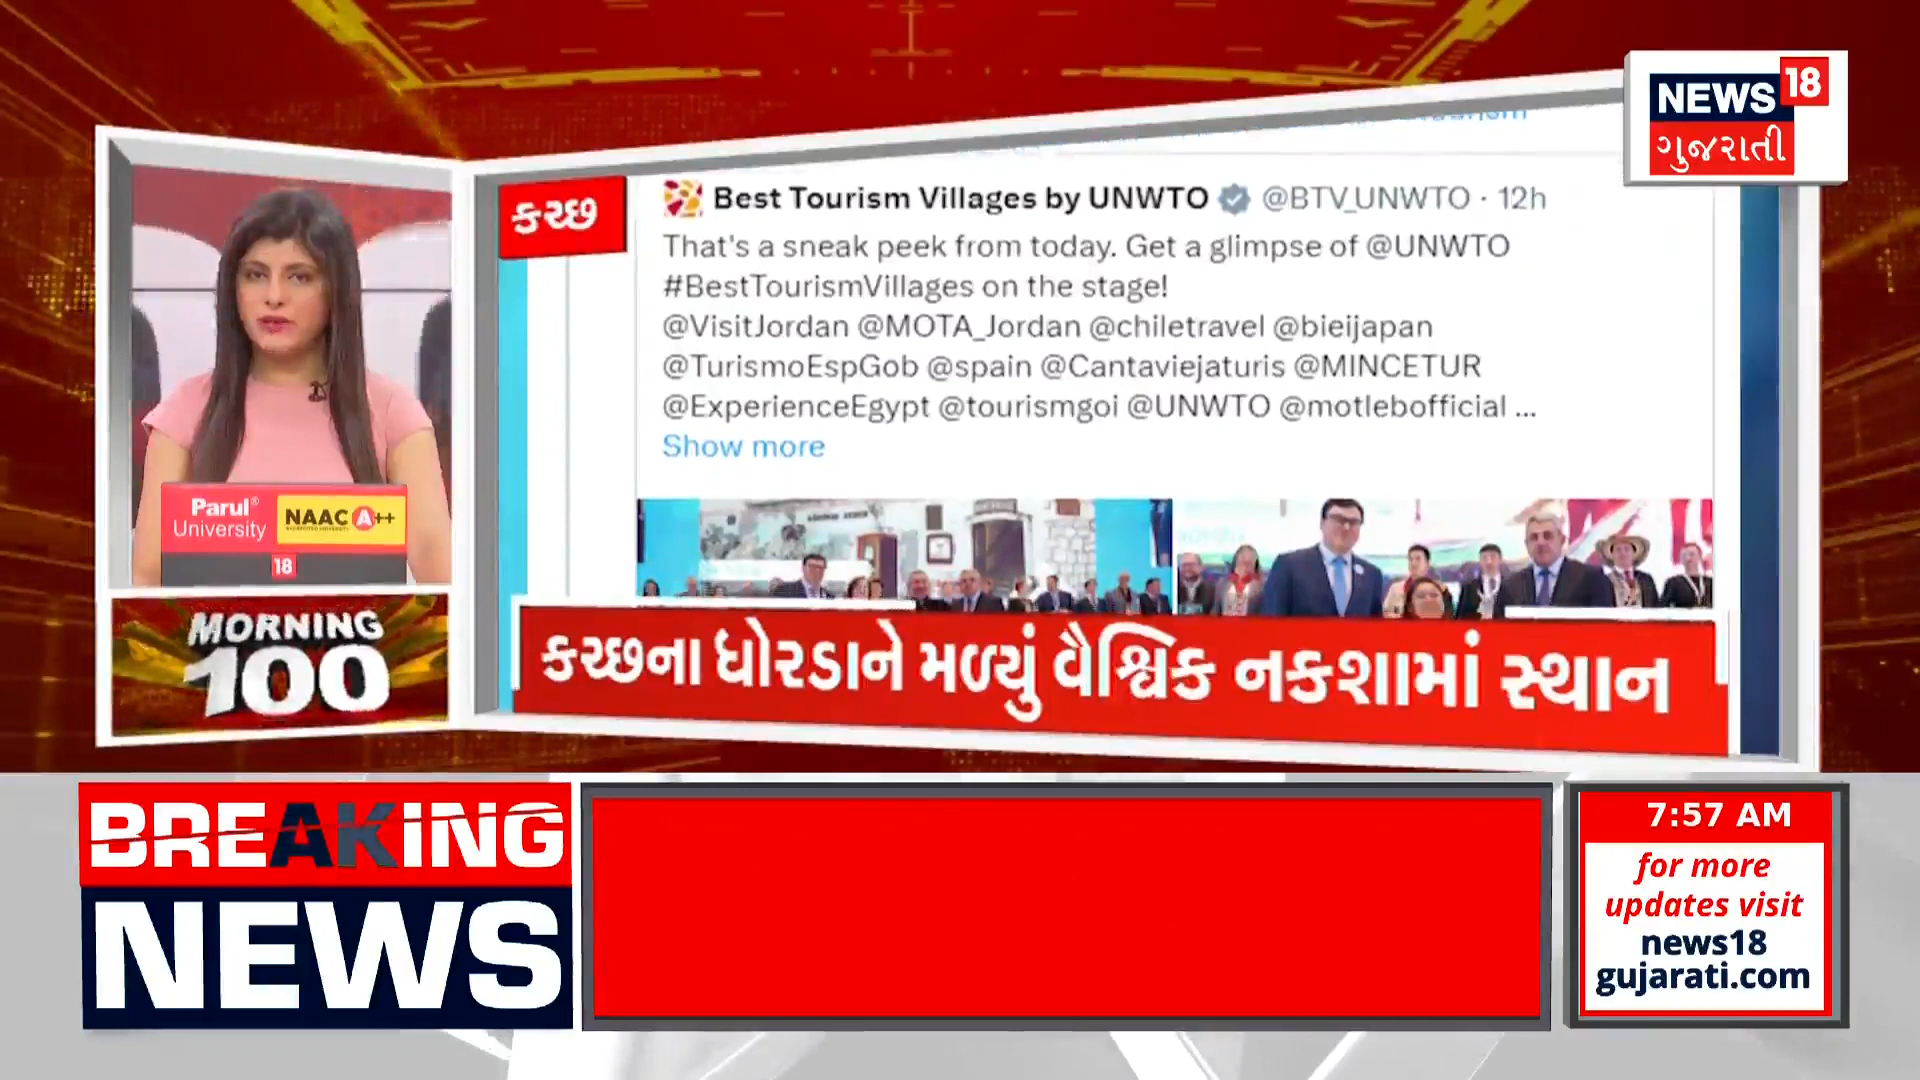 NEWS 18
ગુજરાતી
કચ્છ
Best Tourism Villages by UNWTO @BTV_UNWTO · 12h
That's a sneak peek from today. Get a glimpse of @UNWTO
#BestTourismVillages on the stage!
@VisitJordan @MOTA_Jordan @chiletravel @bieijapan
@TurismoEspGob @spain @Cantaviejaturis @MINCETUR
@ExperienceEgypt @tourismgoi @UNWTO @motlebofficial ...
Show more
Parul®
University
NAAC A++
18
MORNING
100
કચ્છના ધોરડાને મળ્યું વૈશ્વિક નકશામાં સ્થાન
BREAKING
NEWS
7:57 AM
for more
updates visit
news18
gujarati.com